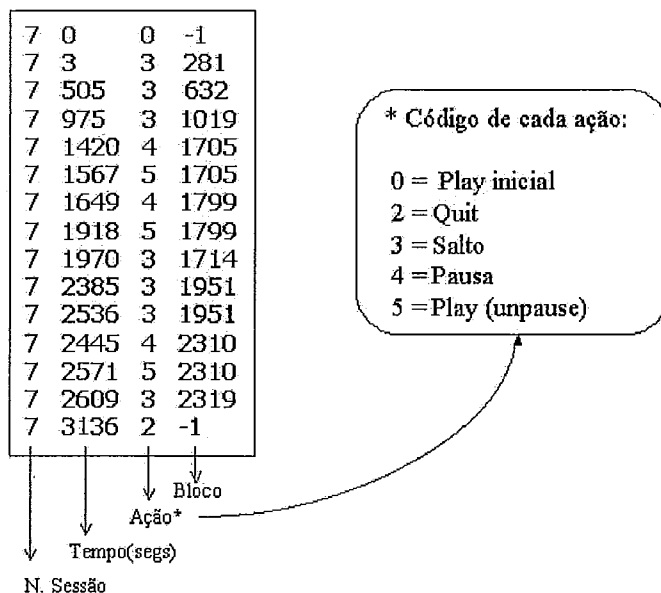 7 0 0 -1
7 3 3 281
7 505 3 632
7 975 3 1019
7 1420 4 1705
7 1567 5 1705
7 1649 4 1799
7 1918 5 1799
7 1970 3 1714
7 2385 3 1951
7 2536 3 1951
7 2445 4 2310
7 2571 5 2310
7 2609 3 2319
7 3136 2 -1
Bloco
Ação*
Tempo(segs)
N. Sessão
* Código de cada ação:
0 = Play inicial
2 = Quit
3 = Salto
4 = Pausa
5 = Play (unpause)